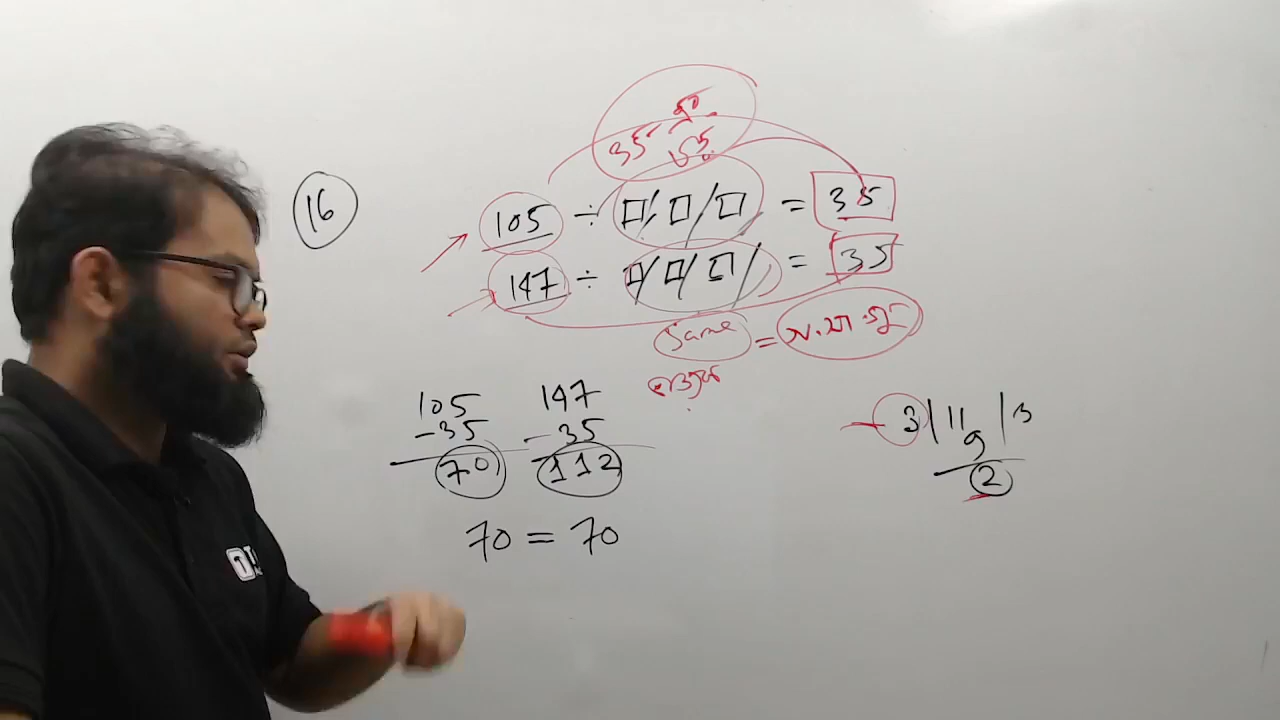 16
35
105 ÷ □/□/□/ = 35
147 ÷ □/□/□/ = 35
Same = গ.সা.গু
105 147
-35 -35
70 112
70 = 70
3|11|3
9
2